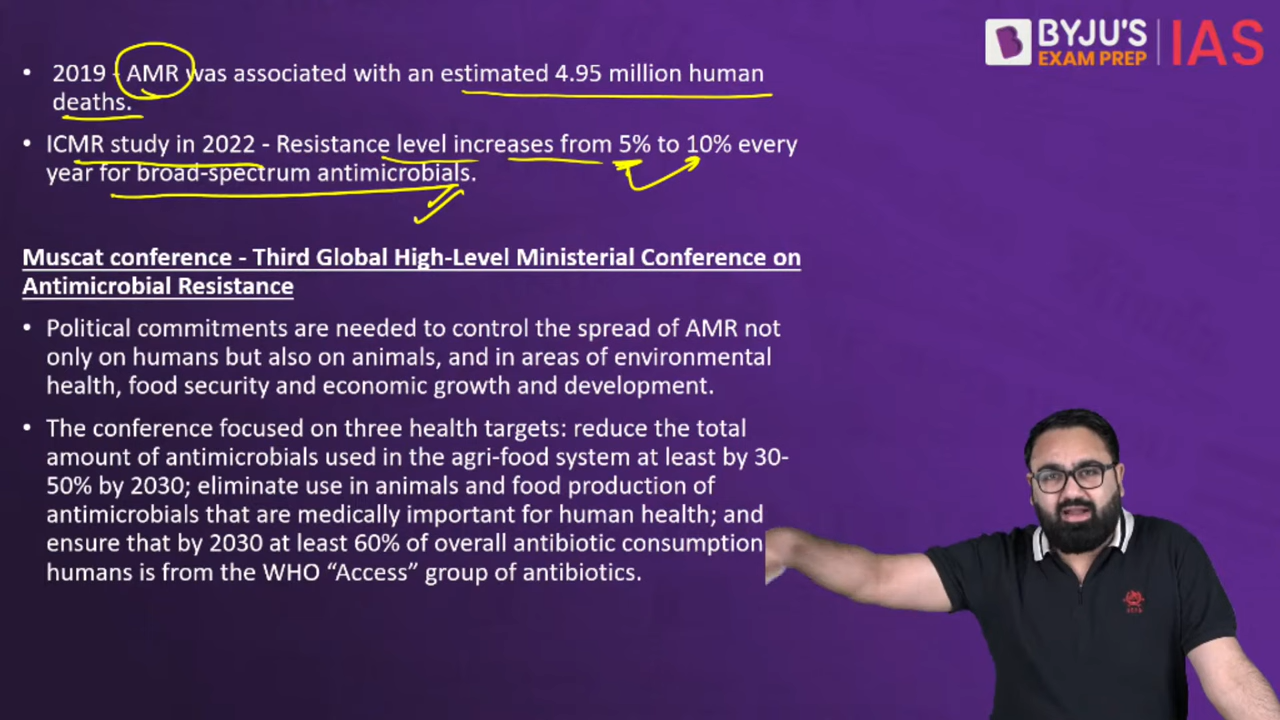 BYJU'S
EXAM PREP
IAS
• 2019 - AMR was associated with an estimated 4.95 million human
deaths.
• ICMR study in 2022 - Resistance level increases from 5% to 10% every
year for broad-spectrum antimicrobials.
Muscat conference - Third Global High-Level Ministerial Conference on
Antimicrobial Resistance
• Political commitments are needed to control the spread of AMR not
only on humans but also on animals, and in areas of environmental
health, food security and economic growth and development.
• The conference focused on three health targets: reduce the total
amount of antimicrobials used in the agri-food system at least by 30-
50% by 2030; eliminate use in animals and food production of
antimicrobials that are medically important for human health; and
ensure that by 2030 at least 60% of overall antibiotic consumption
humans is from the WHO “Access” group of antibiotics.